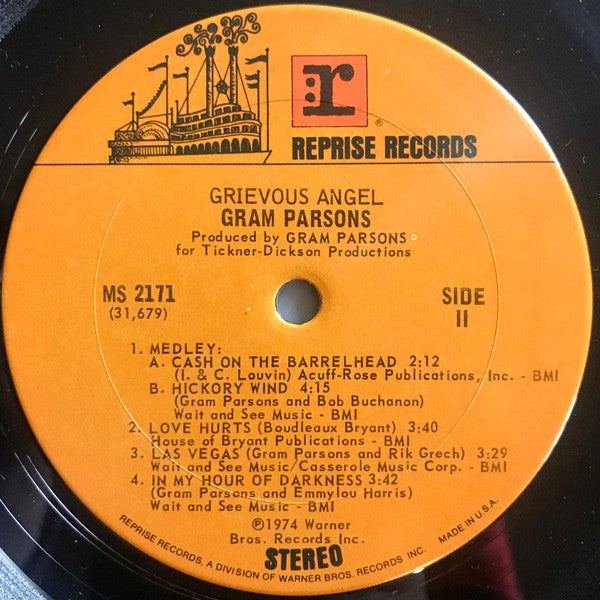 r
®
REPRISE RECORDS
GRIEVOUS ANGEL
GRAM PARSONS
Produced by GRAM PARSONS
for Tickner-Dickson Productions
MS 2171
(31,679)
SIDE
II
1. MEDLEY:
A. CASH ON THE BARRELHEAD 2:12
(I. & C. Louvin) Acuff-Rose Publications, Inc. - BMI
B. HICKORY WIND 4:15
(Gram Parsons and Bob Buchanon)
Wait and See Music - BMI
2. LOVE HURTS (Boudleaux Bryant) 3:40
House of Bryant Publications - BMI
3. LAS VEGAS (Gram Parsons and Rik Grech) 3:29
Wait and See Music/Casserole Music Corp. - BMI
4. IN MY HOUR OF DARKNESS 3:42
(Gram Parsons and Emmylou Harris)
Wait and See Music - BMI
℗1974 Warner
Bros. Records Inc.
STEREO
REPRISE RECORDS, A DIVISION OF WARNER BROS. RECORDS INC.
MADE IN U.S.A.